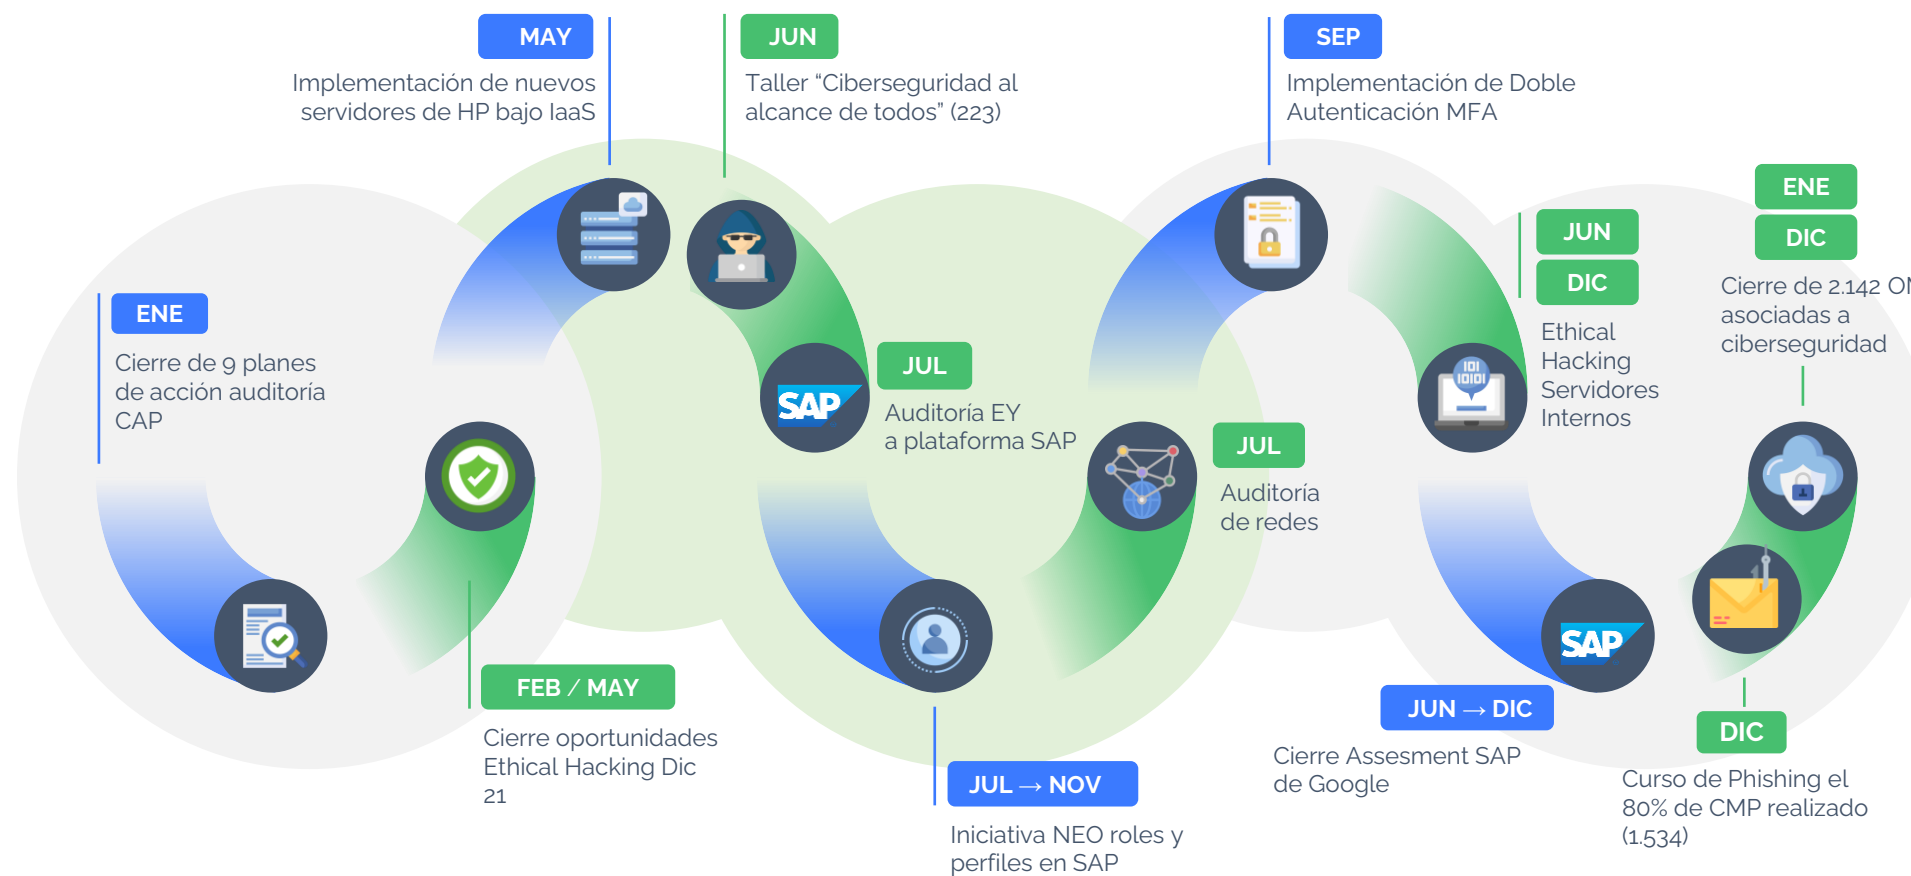 MAY
Implementación de nuevos
servidores de HP bajo IaaS
JUN
Taller “Ciberseguridad al
alcance de todos” (223)
SEP
Implementación de Doble
Autenticación MFA
ENE
DIC
Cierre de 2.142
asociadas a
ciberseguridad
JUN
DIC
Ethical
Hacking
Servidores
Internos
101
10101
ENE
Cierre de 9 planes
de acción auditoría
CAP
SAP
JUL
Auditoría EY
a plataforma SAP
JUL
Auditoría
de redes
FEB / MAY
Cierre oportunidades
Ethical Hacking Dic
21
JUL → NOV
Iniciativa NEO roles y
perfiles en SAP
SAP
JUN → DIC
Cierre Assesment SAP
de Google
DIC
Curso de Phishing el
80% de CMP realizado
(1.534)